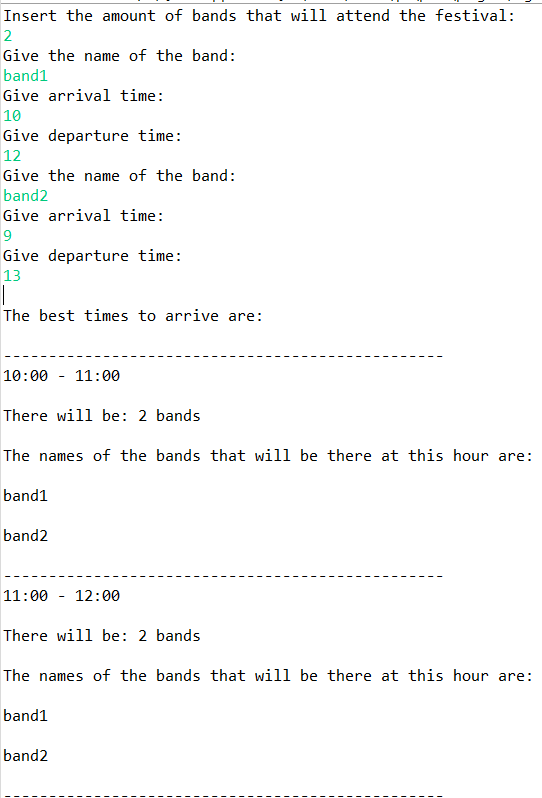 Insert the amount of bands that will attend the festival:
2
Give the name of the band:
band1
Give arrival time:
10
Give departure time:
12
Give the name of the band:
band2
Give arrival time:
9
Give departure time:
13
The best times to arrive are:
-------------------------------------------------
10:00 - 11:00
There will be: 2 bands
The names of the bands that will be there at this hour are:
band1
band2
-------------------------------------------------
11:00 - 12:00
There will be: 2 bands
The names of the bands that will be there at this hour are:
band1
band2
-------------------------------------------------